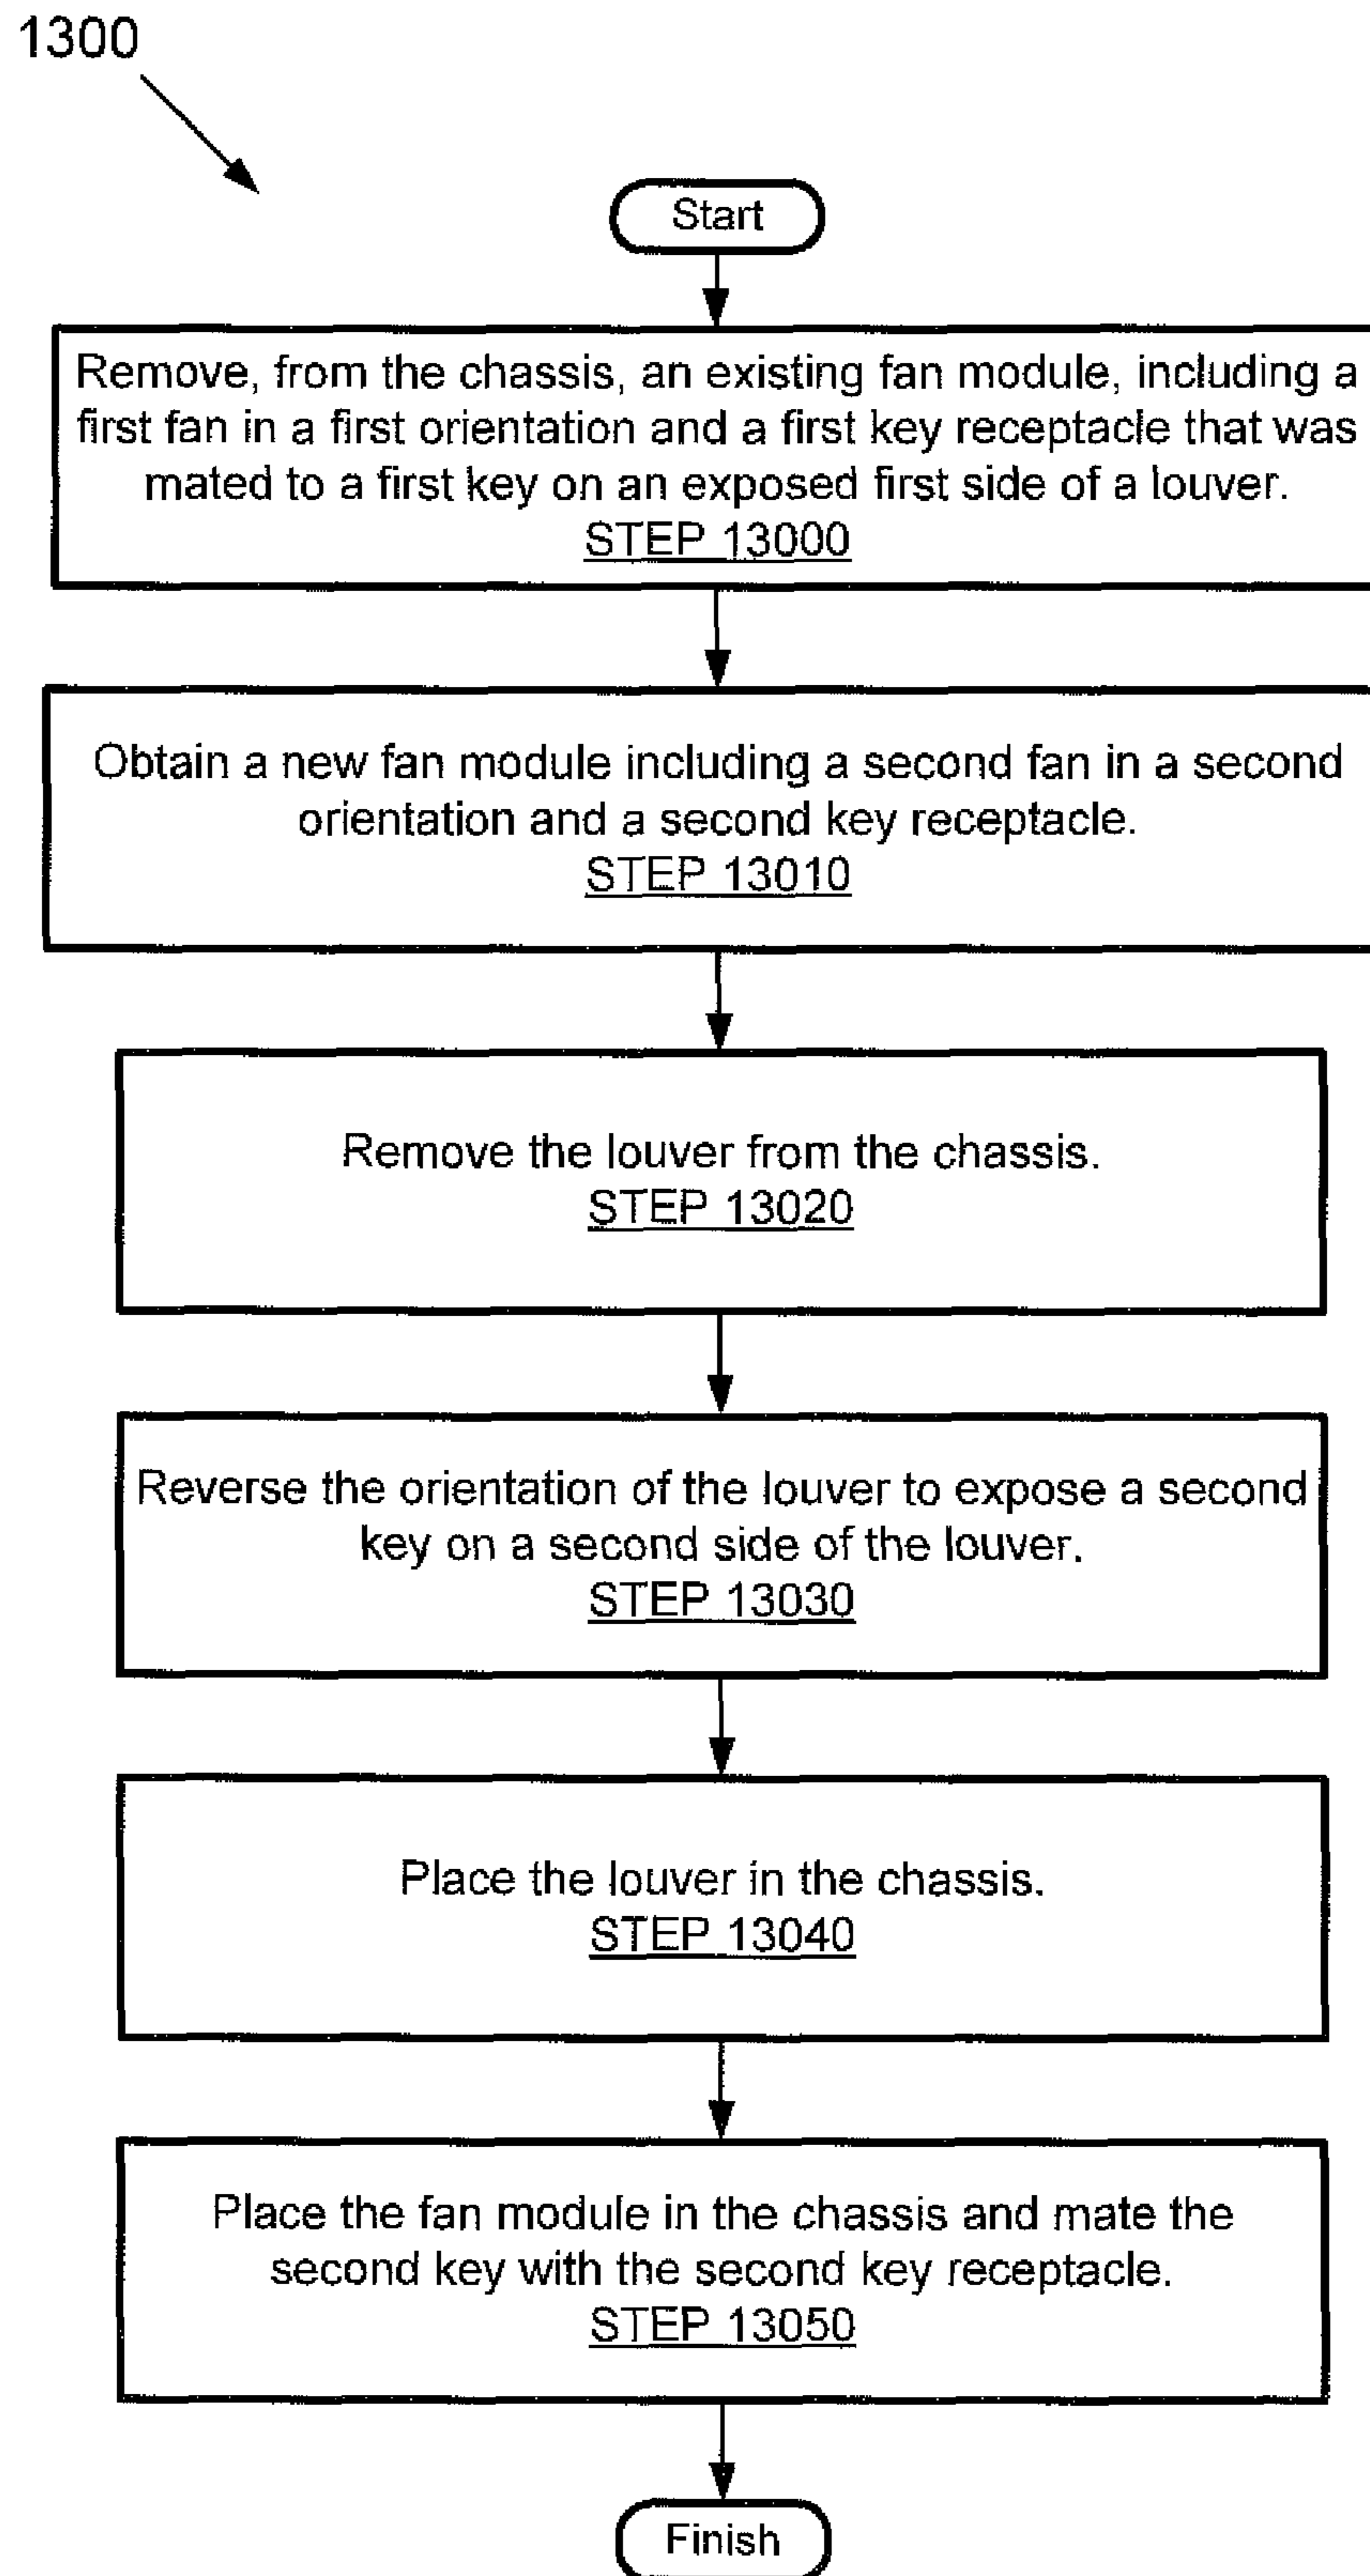 1300
Start
Remove, from the chassis, an existing fan module, including a
first fan in a first orientation and a first key receptacle that was
mated to a first key on an exposed first side of a louver.
STEP 13000
Obtain a new fan module including a second fan in a second
orientation and a second key receptacle.
STEP 13010
Remove the louver from the chassis.
STEP 13020
Reverse the orientation of the louver to expose a second
key on a second side of the louver.
STEP 13030
Place the louver in the chassis.
STEP 13040
Place the fan module in the chassis and mate the
second key with the second key receptacle.
STEP 13050
Finish